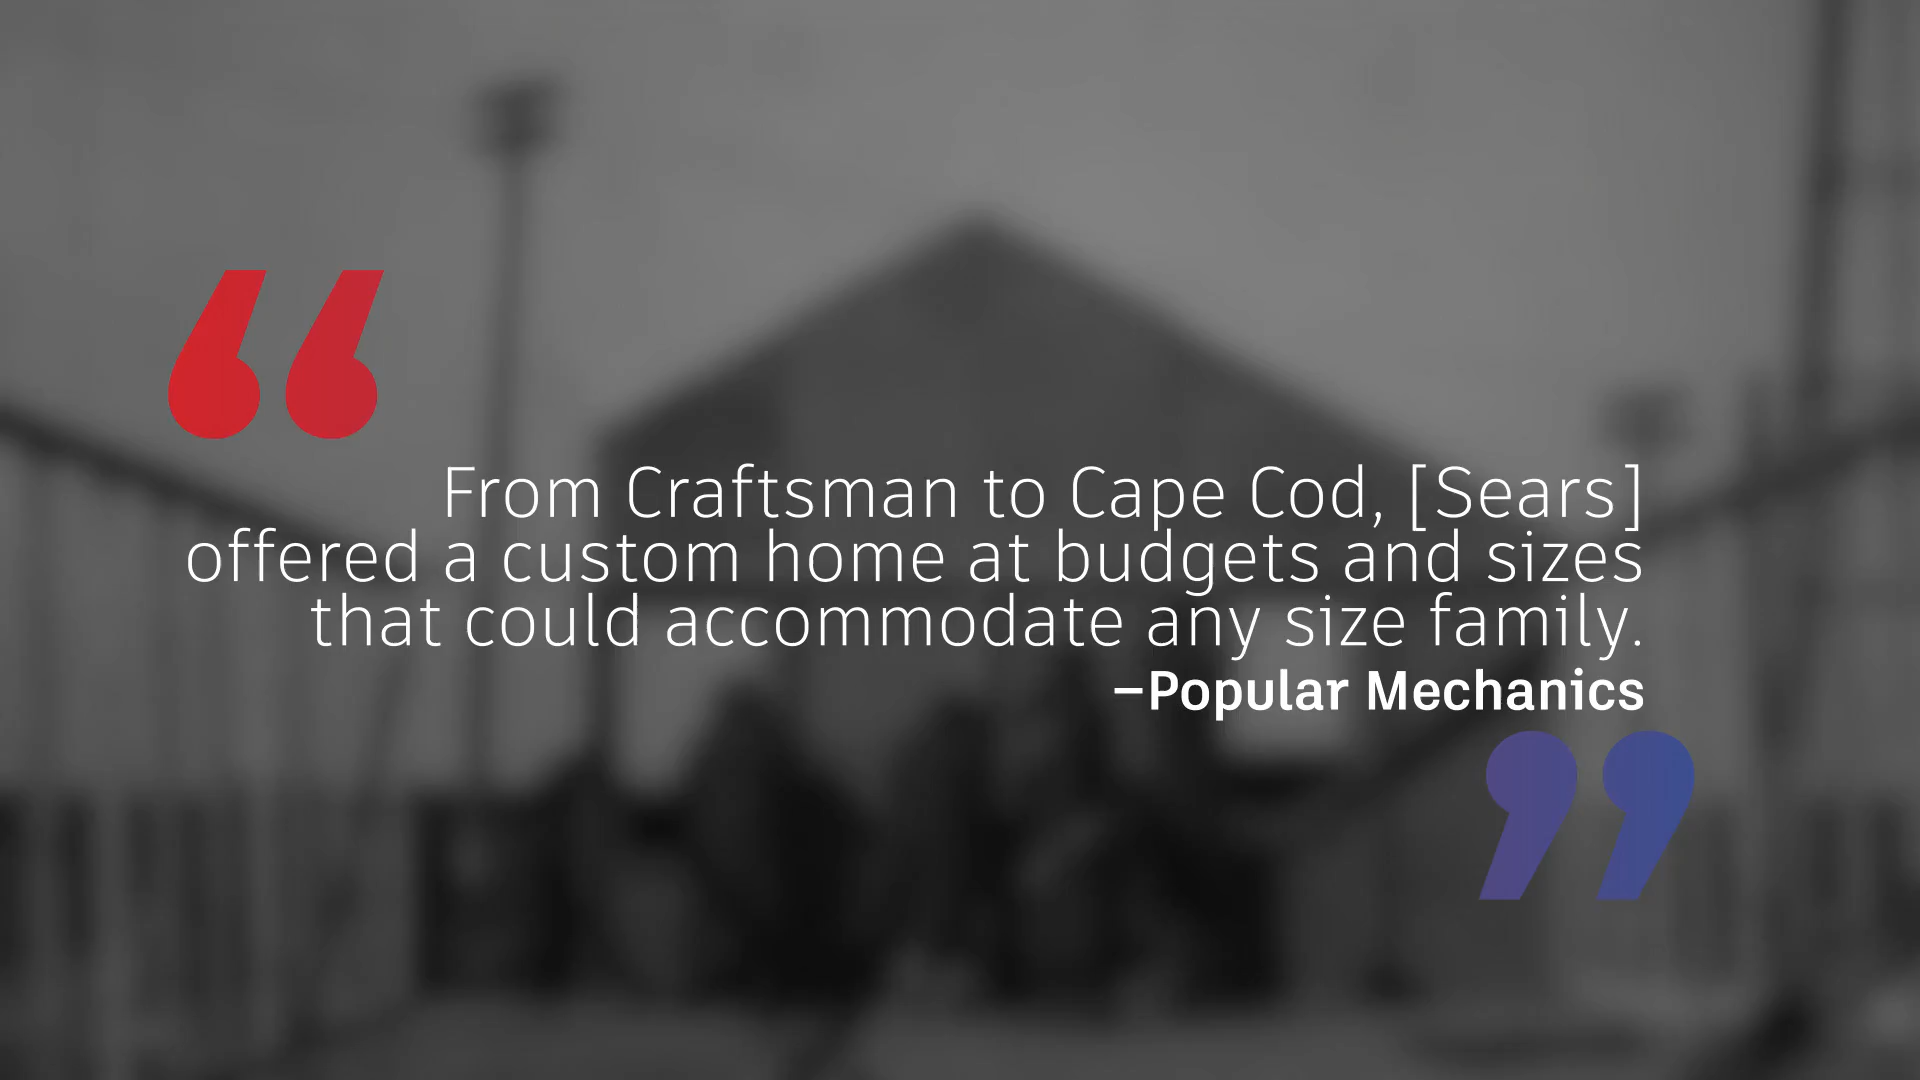 “
From Craftsman to Cape Cod, [Sears]
offered a custom home at budgets and sizes
that could accommodate any size family.
–Popular Mechanics
”